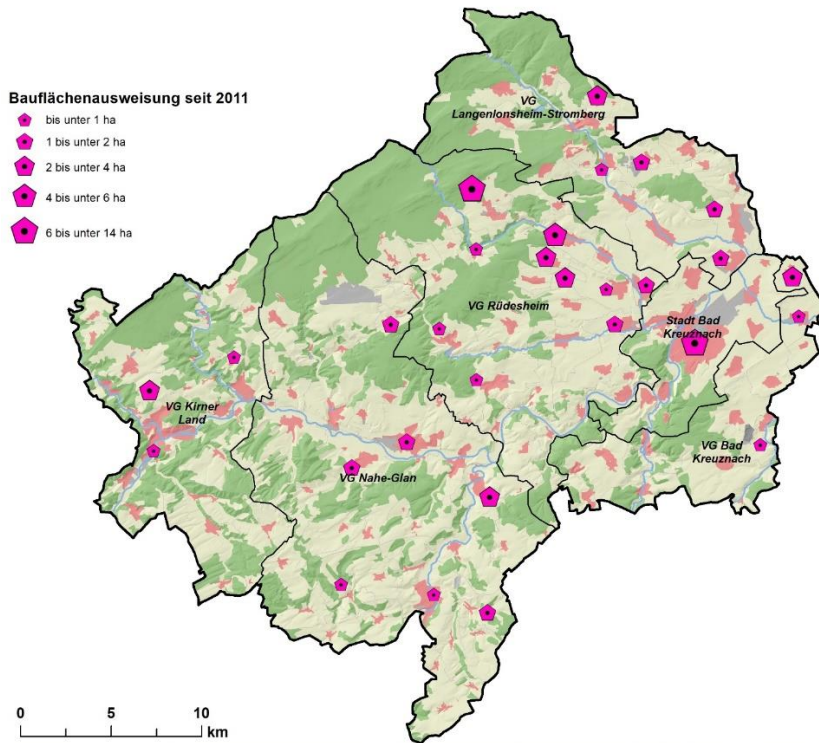 Bauflächenausweisung seit 2011
bis unter 1 ha
1 bis unter 2 ha
2 bis unter 4 ha
4 bis unter 6 ha
6 bis unter 14 ha
VG
Langenlonsheim-Stromberg
VG Rüdesheim
Stadt Bad
Kreuznach
VG Kirner
Land
VG Bad
Kreuznach
VG Nahe-Glan
0 5 10
km